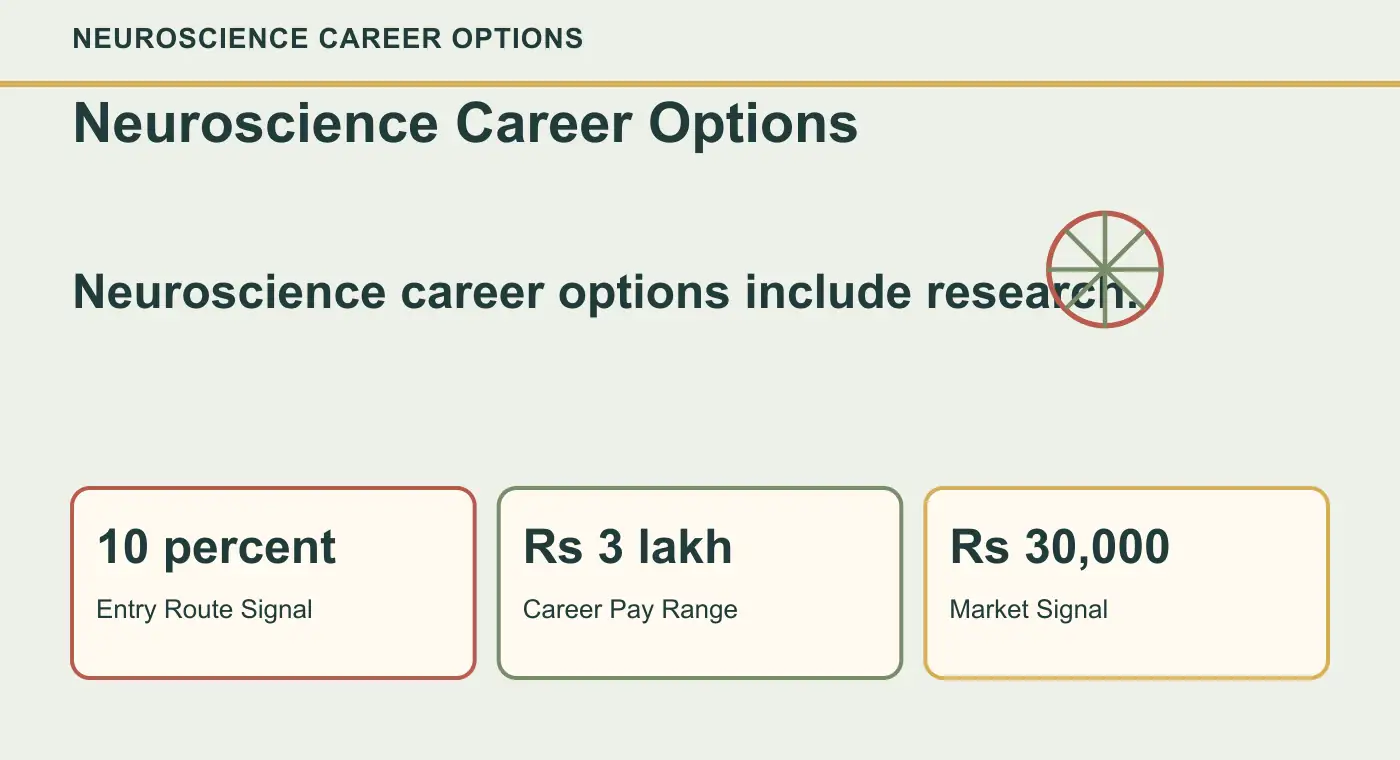 NEUROSCIENCE CAREER OPTIONS
Neuroscience Career Options
Neuroscience career options include research.
10 percent
Entry Route Signal
Rs 3 lakh
Career Pay Range
Rs 30,000
Market Signal